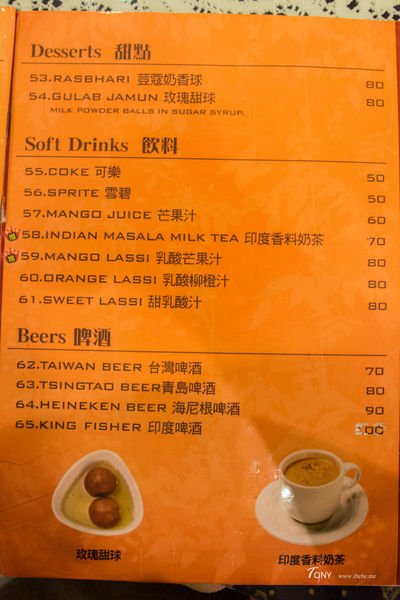 Desserts 甜點
53.RASBHARI 荳蔻奶香球 80
54.GULAB JAMUN 玫瑰甜球 80
MILK POWDER BALLS IN SUGAR SYRUP.
Soft Drinks 飲料
55.COKE 可樂 50
56.SPRITE 雪碧 50
57.MANGO JUICE 芒果汁 60
58.INDIAN MASALA MILK TEA 印度香料奶茶 70
59.MANGO LASSI 乳酸芒果汁 80
60.ORANGE LASSI 乳酸柳橙汁 80
61.SWEET LASSI 甜乳酸汁 80
Beers 啤酒
62.TAIWAN BEER 台灣啤酒 70
63.TSINGTAO BEER青島啤酒 80
64.HEINEKEN BEER 海尼根啤酒 90
65.KING FISHER 印度啤酒 100
玫瑰甜球
印度香料奶茶
TONY www.ibebe.me